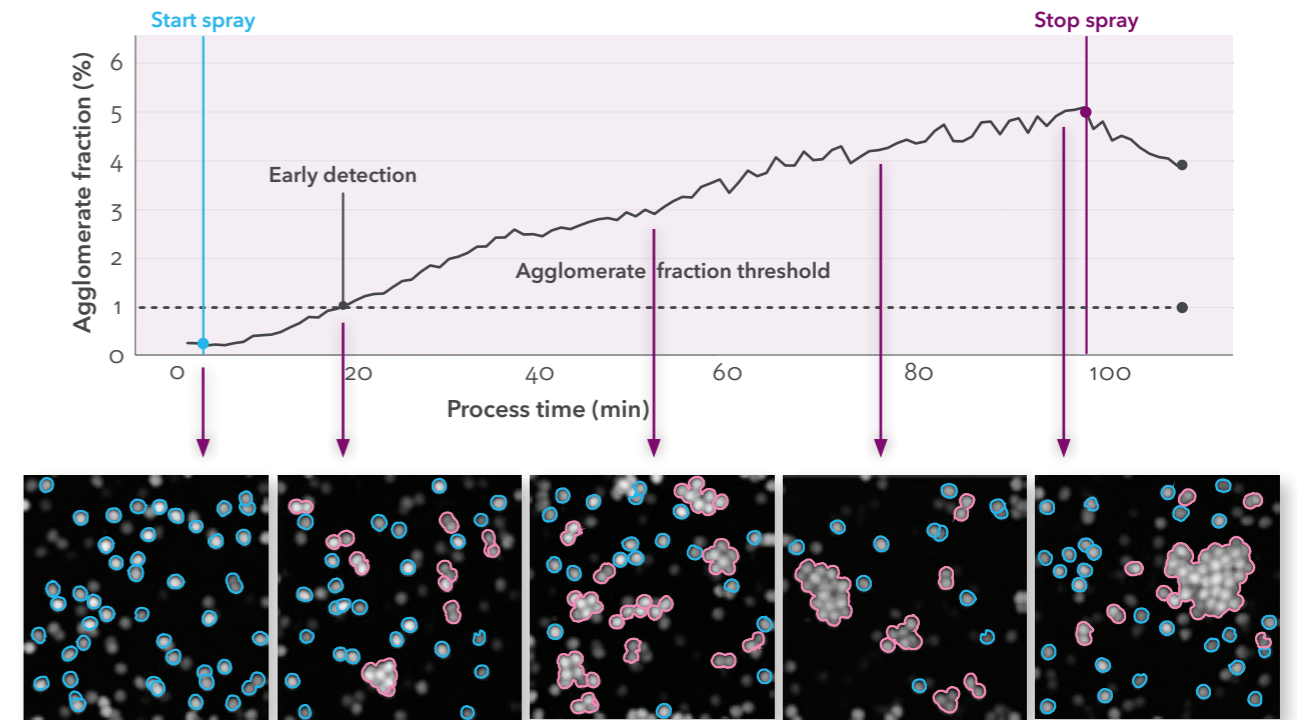 Start spray
Stop spray
Agglomerate fraction (%)
6
5
4
3
2
1
0
Early detection
Agglomerate fraction threshold
0 20 40 60 80 100
Process time (min)